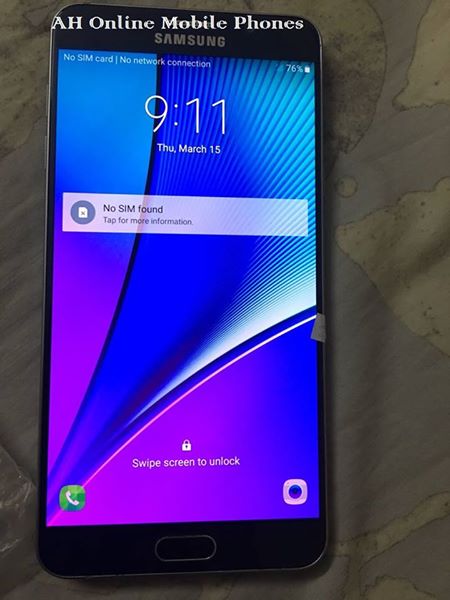 AH Online Mobile Phones
SAMSUNG
No SIM card | No network connection
76%
9:11
Thu, March 15
No SIM found
Tap for more information.
Swipe screen to unlock